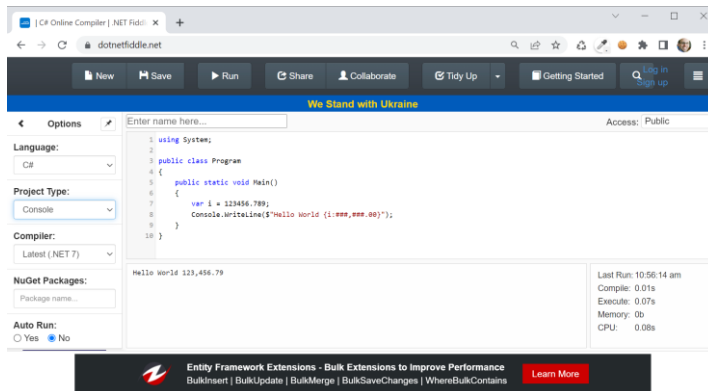 | C# Online Compiler | .NET Fiddl
dotnetfiddle.net
New Save Run Share Collaborate Tidy Up Getting Started Log in
Sign up
We Stand with Ukraine
Options Enter name here... Access: Public
Language:
C#
Project Type:
Console
Compiler:
Latest (.NET 7)
NuGet Packages:
Package name...
Auto Run:
Yes No
1 using System;
2
3 public class Program
4 {
5 public static void Main()
6 {
7 var i = 123456.789;
8 Console.WriteLine($"Hello World {i:###,###.00}");
9 }
10 }
Hello World 123,456.79
Last Run: 10:56:14 am
Compile: 0.01s
Execute: 0.07s
Memory: 0b
CPU: 0.08s
Entity Framework Extensions - Bulk Extensions to Improve Performance
BulkInsert | BulkUpdate | BulkMerge | BulkSaveChanges | WhereBulkContains
Learn More